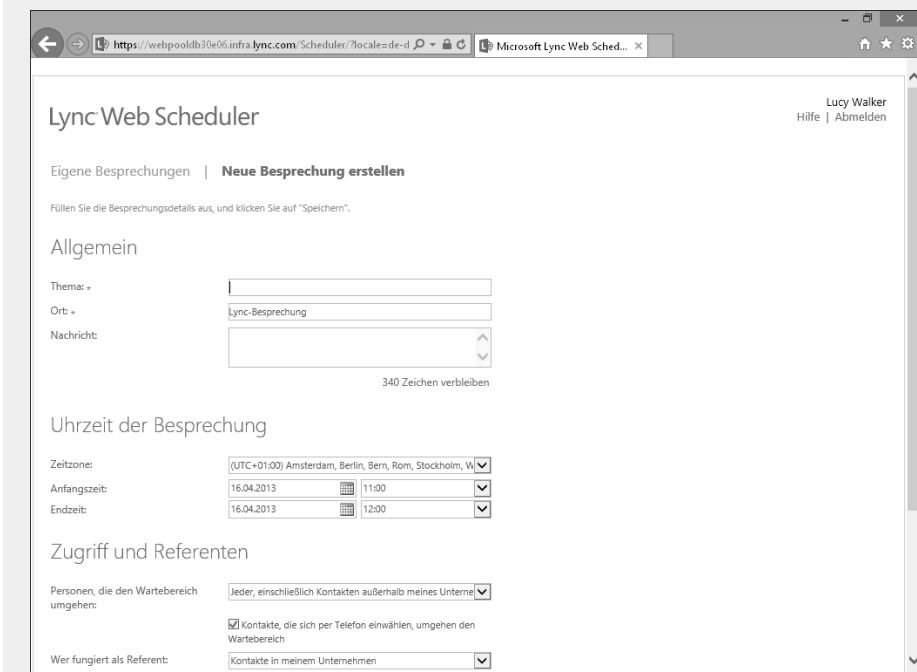 https://webpooldb30e06.infra.lync.com/Scheduler/?locale=de-d
Microsoft Lync Web Sched...
Lucy Walker
Hilfe | Abmelden
Lync Web Scheduler
Eigene Besprechungen | Neue Besprechung erstellen
Füllen Sie die Besprechungsdetails aus, und klicken Sie auf "Speichern".
Allgemein
Thema: *
Ort: * Lync-Besprechung
Nachricht:
340 Zeichen verbleiben
Uhrzeit der Besprechung
Zeitzone: (UTC+01:00) Amsterdam, Berlin, Bern, Rom, Stockholm, W
Anfangszeit: 16.04.2013 11:00
Endzeit: 16.04.2013 12:00
Zugriff und Referenten
Personen, die den Wartebereich
umgehen:
Jeder, einschließlich Kontakten außerhalb meines Unterne
Kontakte, die sich per Telefon einwählen, umgehen den
Wartebereich
Wer fungiert als Referent: Kontakte in meinem Unternehmen